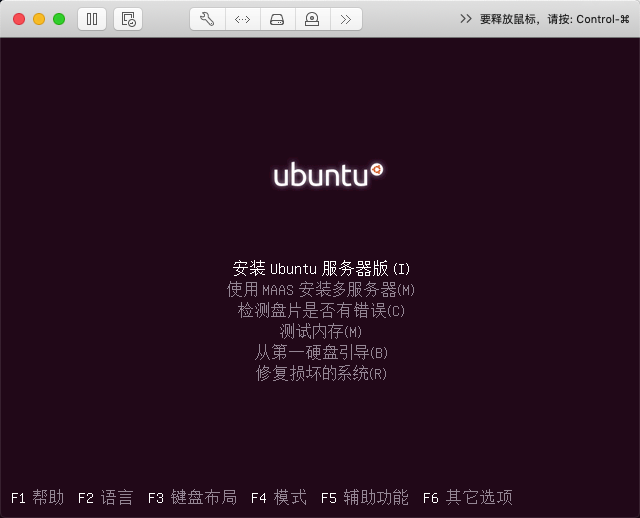 要释放鼠标，请按: Control-⌘
ubuntu
安装 Ubuntu 服务器版 (I)
使用 MAAS 安装多服务器(M)
检测盘片是否有错误(C)
测试内存(M)
从第一硬盘引导(B)
修复损坏的系统(R)
F1 帮助 F2 语言 F3 键盘布局 F4 模式 F5 辅助功能 F6 其它选项